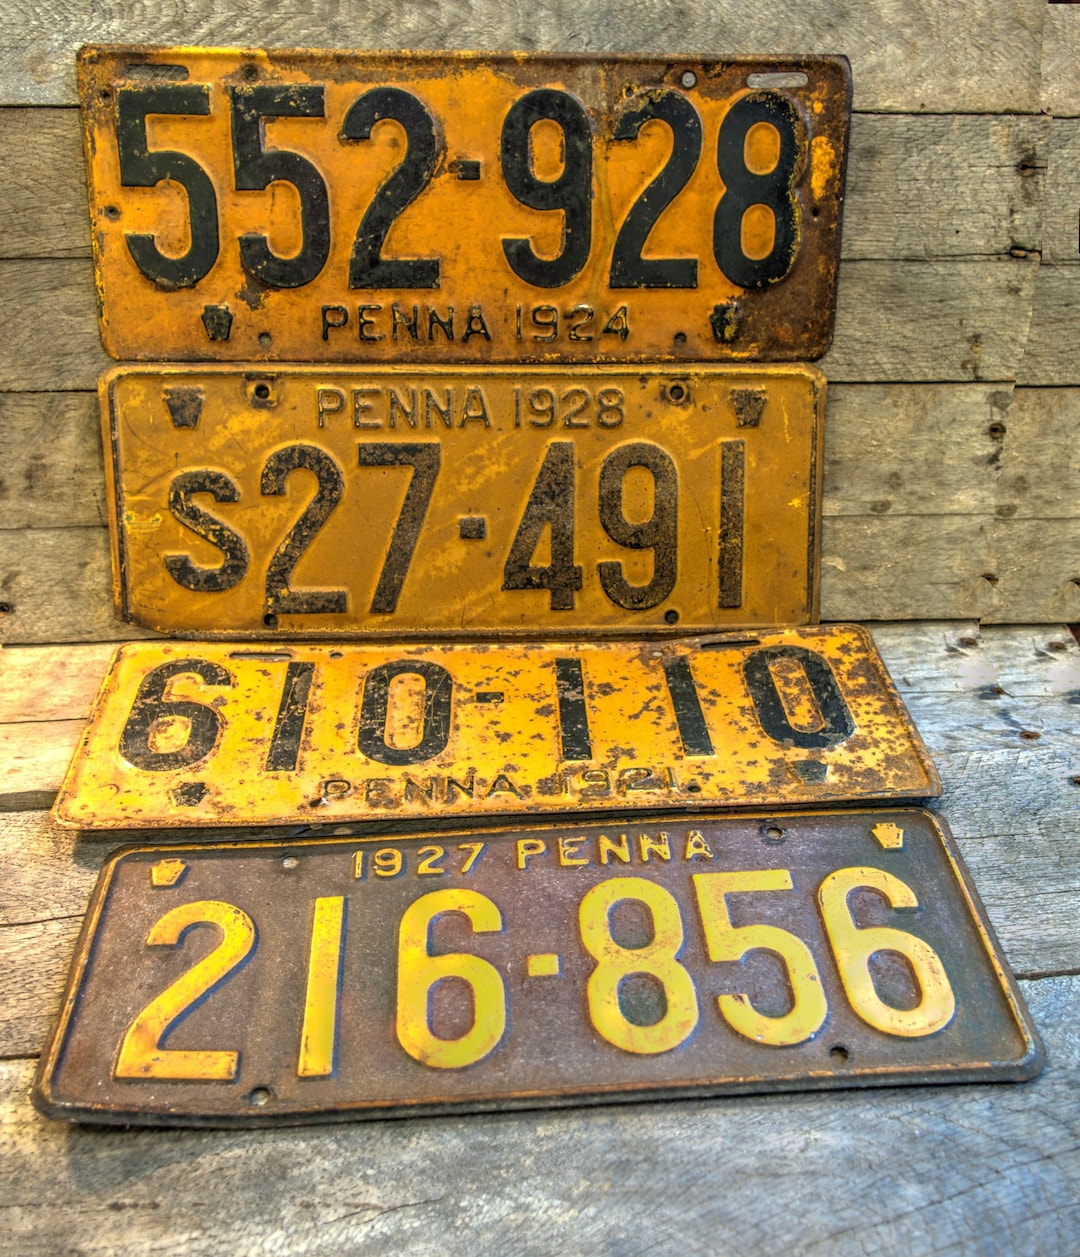 552-928
PENNA 1924
PENNA 1928
S27-491
610-110
PENNA 1921
1927 PENNA
216-856